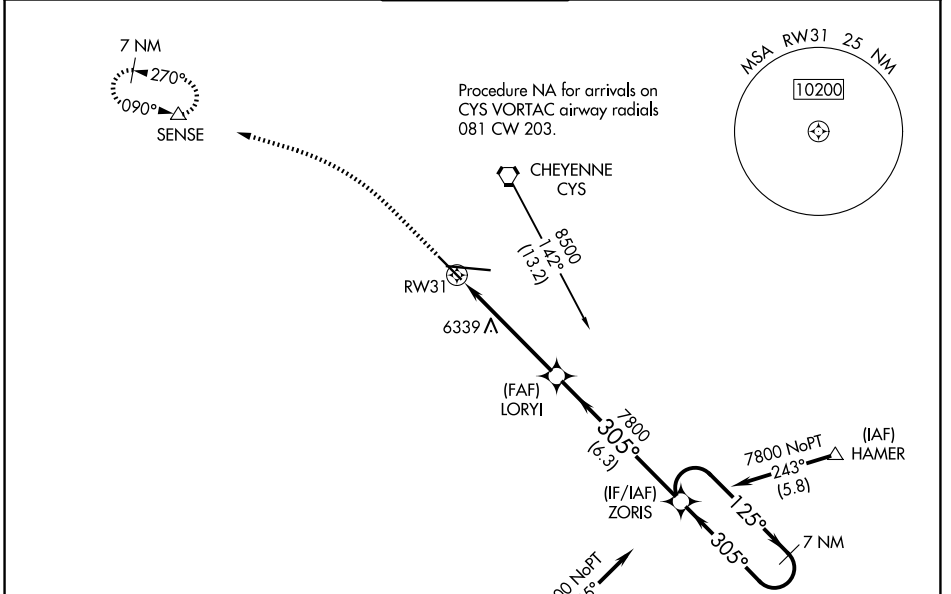 7 NM
270°
090°
SENSE
Procedure NA for arrivals on
CYS VORTAC airway radials
081 CW 203.
MSA RW31 25 NM
10200
CHEYENNE
CYS
8500
142°
(13.2)
RW31
6339
(FAF)
LORYI
7800
305°
(6.3)
(IAF)
HAMER
7800 NoPT
243°
(5.8)
(IF/IAF)
ZORIS
125°
305°
7 NM
NoPT